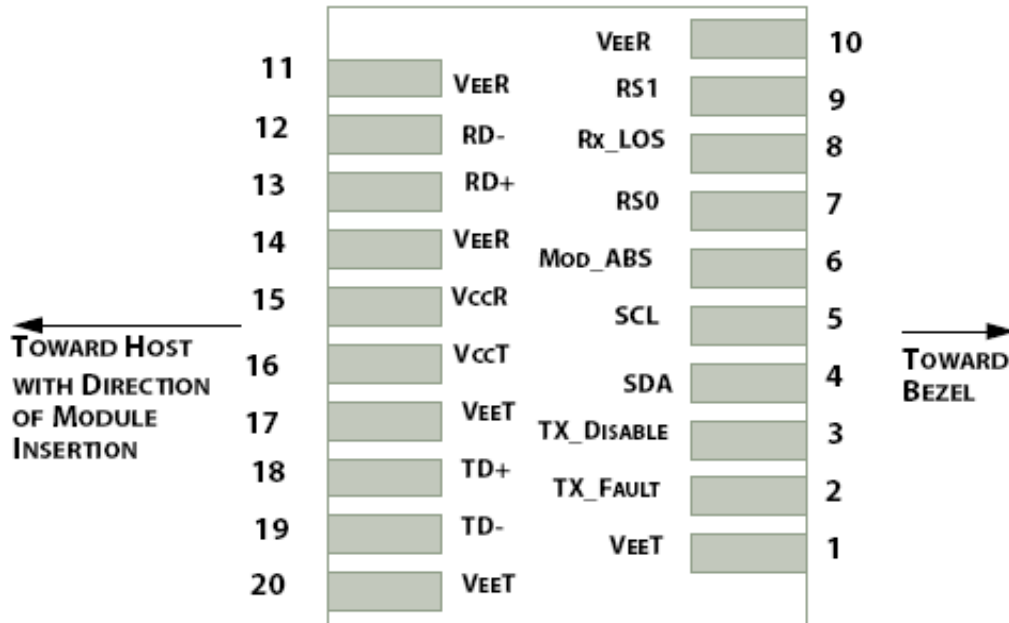 11 VEER
12 RD-
13 RD+
14 VEER
15 VCCR
16 VCCT
17 VEET
18 TD+
19 TD-
20 VEET
VEER 10
RS1 9
RX_LOS 8
RS0 7
MOD_ABS 6
SCL 5
SDA 4
TX_DISABLE 3
TX_FAULT 2
VEET 1
TOWARD HOST
WITH DIRECTION
OF MODULE
INSERTION
TOWARD
BEZEL